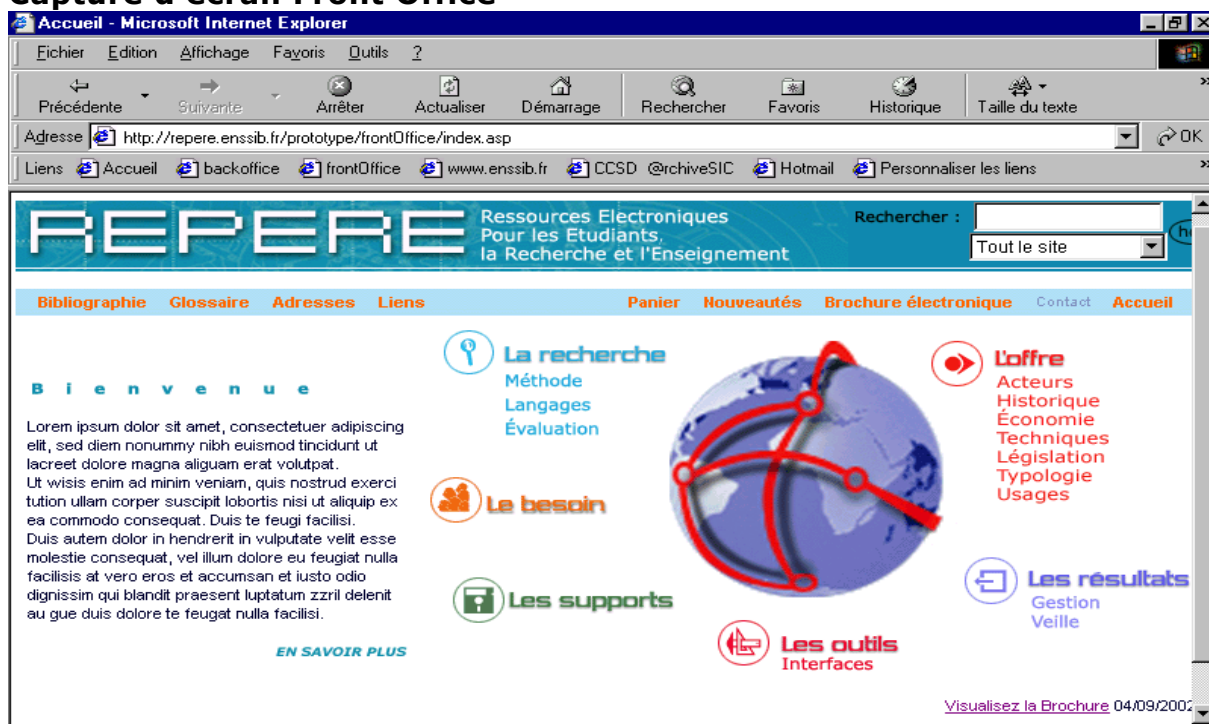 Capture d'écran Front Office
Accueil - Microsoft Internet Explorer
Fichier Edition Affichage Favoris Outils ?
Précédente Suivante Arrêter Actualiser Démarrage Rechercher Favoris Historique Taille du texte »
Adresse http://repere.enssib.fr/prototype/frontOffice/index.asp OK
Liens Accueil backoffice frontOffice www.enssib.fr CCSD @rchiveSIC Hotmail Personnaliser les liens »
REPERE
Ressources Electroniques
Pour les Etudiants,
la Recherche et l'Enseignement
Rechercher :
Tout le site
Bibliographie Glossaire Adresses Liens Panier Nouveautés Brochure électronique Contact Accueil
Bienvenue
Lorem ipsum dolor sit amet, consectetuer adipiscing
elit, sed diem nonummy nibh euismod tincidunt ut
lacreet dolore magna aliguam erat volutpat.
Ut wisis enim ad minim veniam, quis nostrud exerci
tution ullam corper suscipit lobortis nisi ut aliquip ex
ea commodo consequat. Duis te feugi facilisi.
Duis autem dolor in hendrerit in vulputate velit esse
molestie consequat, vel illum dolore eu feugiat nulla
facilisis at vero eros et accumsan et iusto odio
dignissim qui blandit praesent luptatum zzril delenit
au gue duis dolore te feugat nulla facilisi.
EN SAVOIR PLUS
La recherche
Méthode
Langages
Évaluation
Le besoin
Les supports
L'offre
Acteurs
Historique
Économie
Techniques
Législation
Typologie
Usages
Les résultats
Gestion
Veille
Les outils
Interfaces
Visualisez la Brochure 04/09/2002